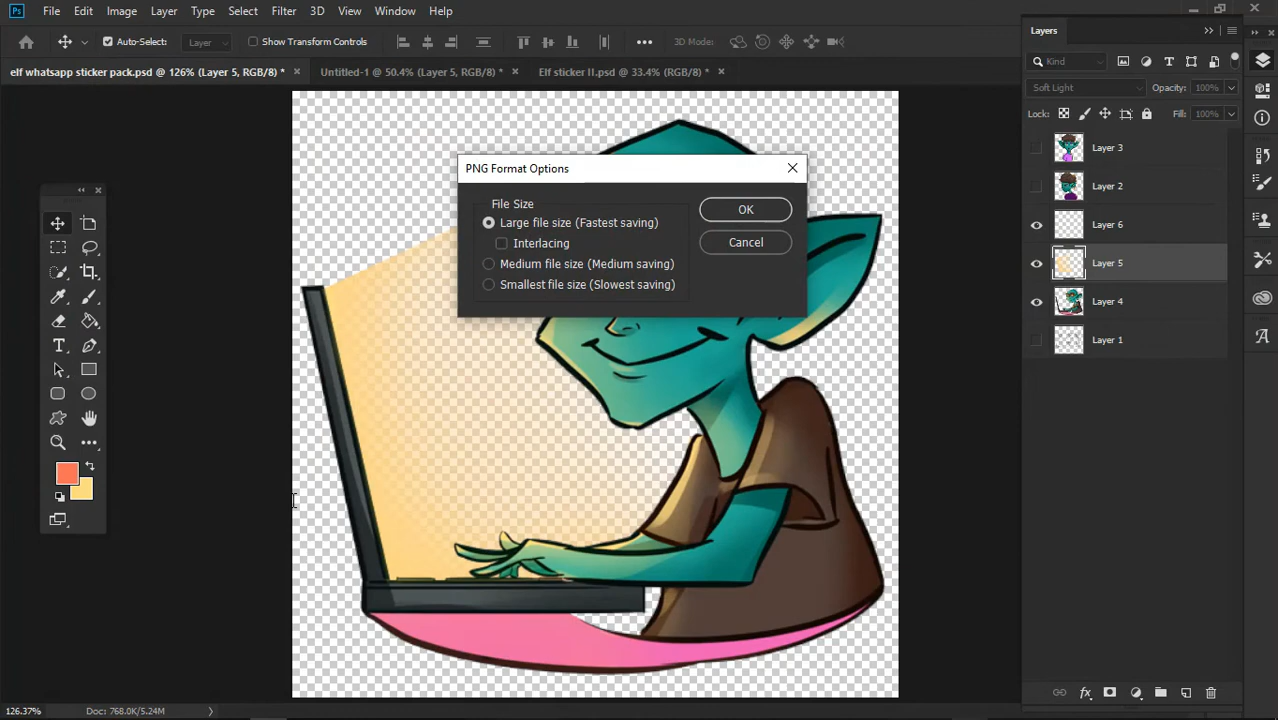 Ps File Edit Image Layer Type Select Filter 3D View Window Help
Auto-Select: Layer Show Transform Controls 3D Mode:
elf whatsapp sticker pack.psd @ 126% (Layer 5, RGB/8) * Untitled-1 @ 50.4% (Layer 5, RGB/8) * Elf sticker II.psd @ 33.4% (RGB/8) *
Layers
Kind
Soft Light Opacity: 100%
Lock: Fill: 100%
Layer 3
Layer 2
Layer 6
Layer 5
Layer 4
Layer 1
PNG Format Options
File Size
Large file size (Fastest saving)
Interlacing
Medium file size (Medium saving)
Smallest file size (Slowest saving)
OK
Cancel
126.37% Doc: 768.0K/5.24M